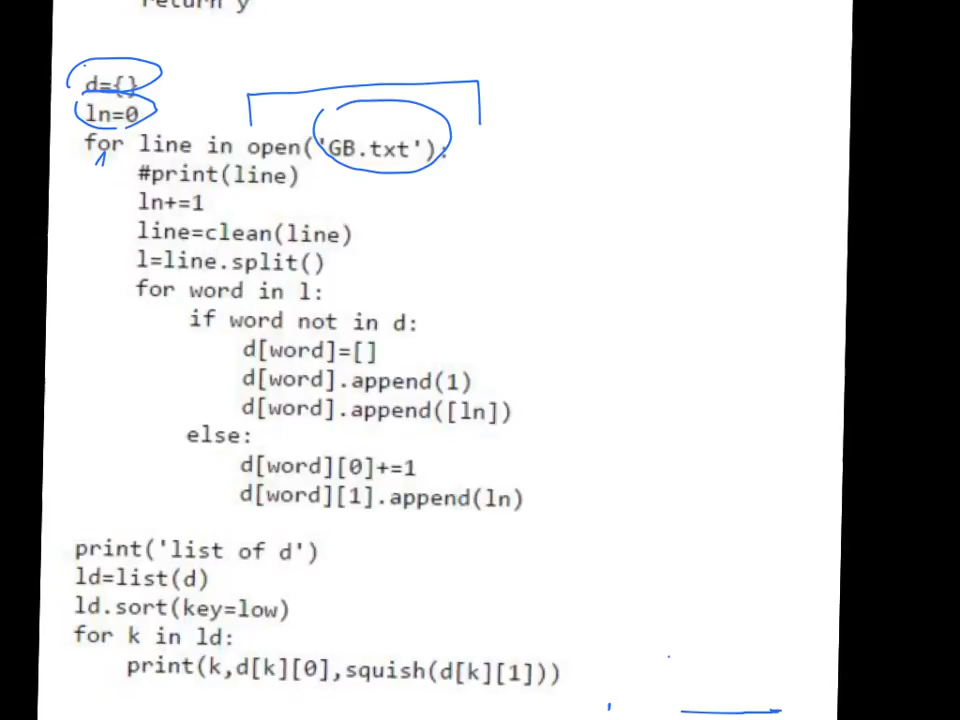 return y
d={}
ln=0
for line in open('GB.txt'):
#print(line)
ln+=1
line=clean(line)
l=line.split()
for word in l:
if word not in d:
d[word]=[]
d[word].append(1)
d[word].append([ln])
else:
d[word][0]+=1
d[word][1].append(ln)
print('list of d')
ld=list(d)
ld.sort(key=low)
for k in ld:
print(k,d[k][0],squish(d[k][1]))